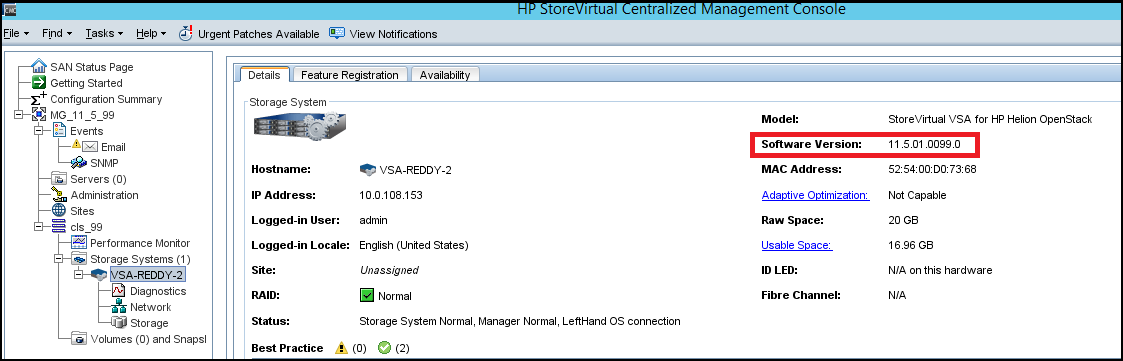 CMC
HP StoreVirtual Centralized Management Console
File Find Tasks Help Urgent Patches Available View Notifications
SAN Status Page
Getting Started
Configuration Summary
MG_11_5_99
Events
Email
SNMP
Servers (0)
Administration
Sites
cls_99
Performance Monitor
Storage Systems (1)
VSA-REDDY-2
Diagnostics
Network
Storage
Volumes (0) and Snapsl
Details Feature Registration Availability
Storage System
Hostname: VSA-REDDY-2
IP Address: 10.0.108.153
Logged-in User: admin
Logged-in Locale: English (United States)
Site: Unassigned
RAID: Normal
Status: Storage System Normal, Manager Normal, LeftHand OS connection
Best Practice (0) (2)
Model: StoreVirtual VSA for HP Helion OpenStack
Software Version: 11.5.01.0099.0
MAC Address: 52:54:00:D0:73:68
Adaptive Optimization: Not Capable
Raw Space: 20 GB
Usable Space: 16.96 GB
ID LED: N/A on this hardware
Fibre Channel: N/A